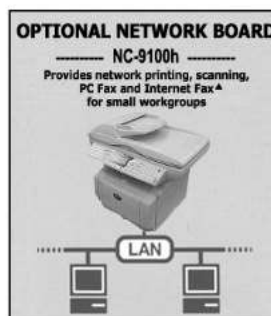 OPTIONAL NETWORK BOARD
NC-9100h
Provides network printing, scanning,
PC Fax and Internet Fax▲
for small workgroups
LAN